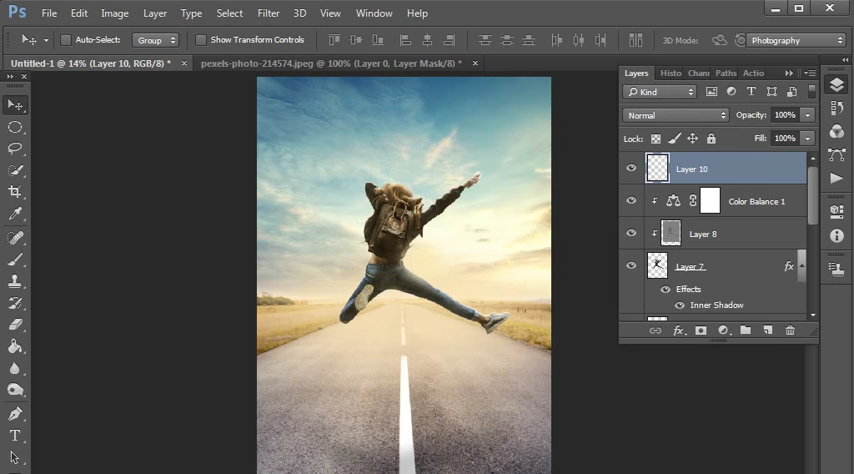 Ps File Edit Image Layer Type Select Filter 3D View Window Help
Auto-Select: Group Show Transform Controls 3D Mode: Photography
Untitled-1 @ 14% (Layer 10, RGB/8) * × pexels-photo-214574.jpeg @ 100% (Layer 0, Layer Mask/8) * ×
Layers Histo Chann Paths Actio
Kind T
Normal Opacity: 100%
Lock: Fill: 100%
Layer 10
Color Balance 1
Layer 8
Layer 7 fx
Effects
Inner Shadow
fx
T